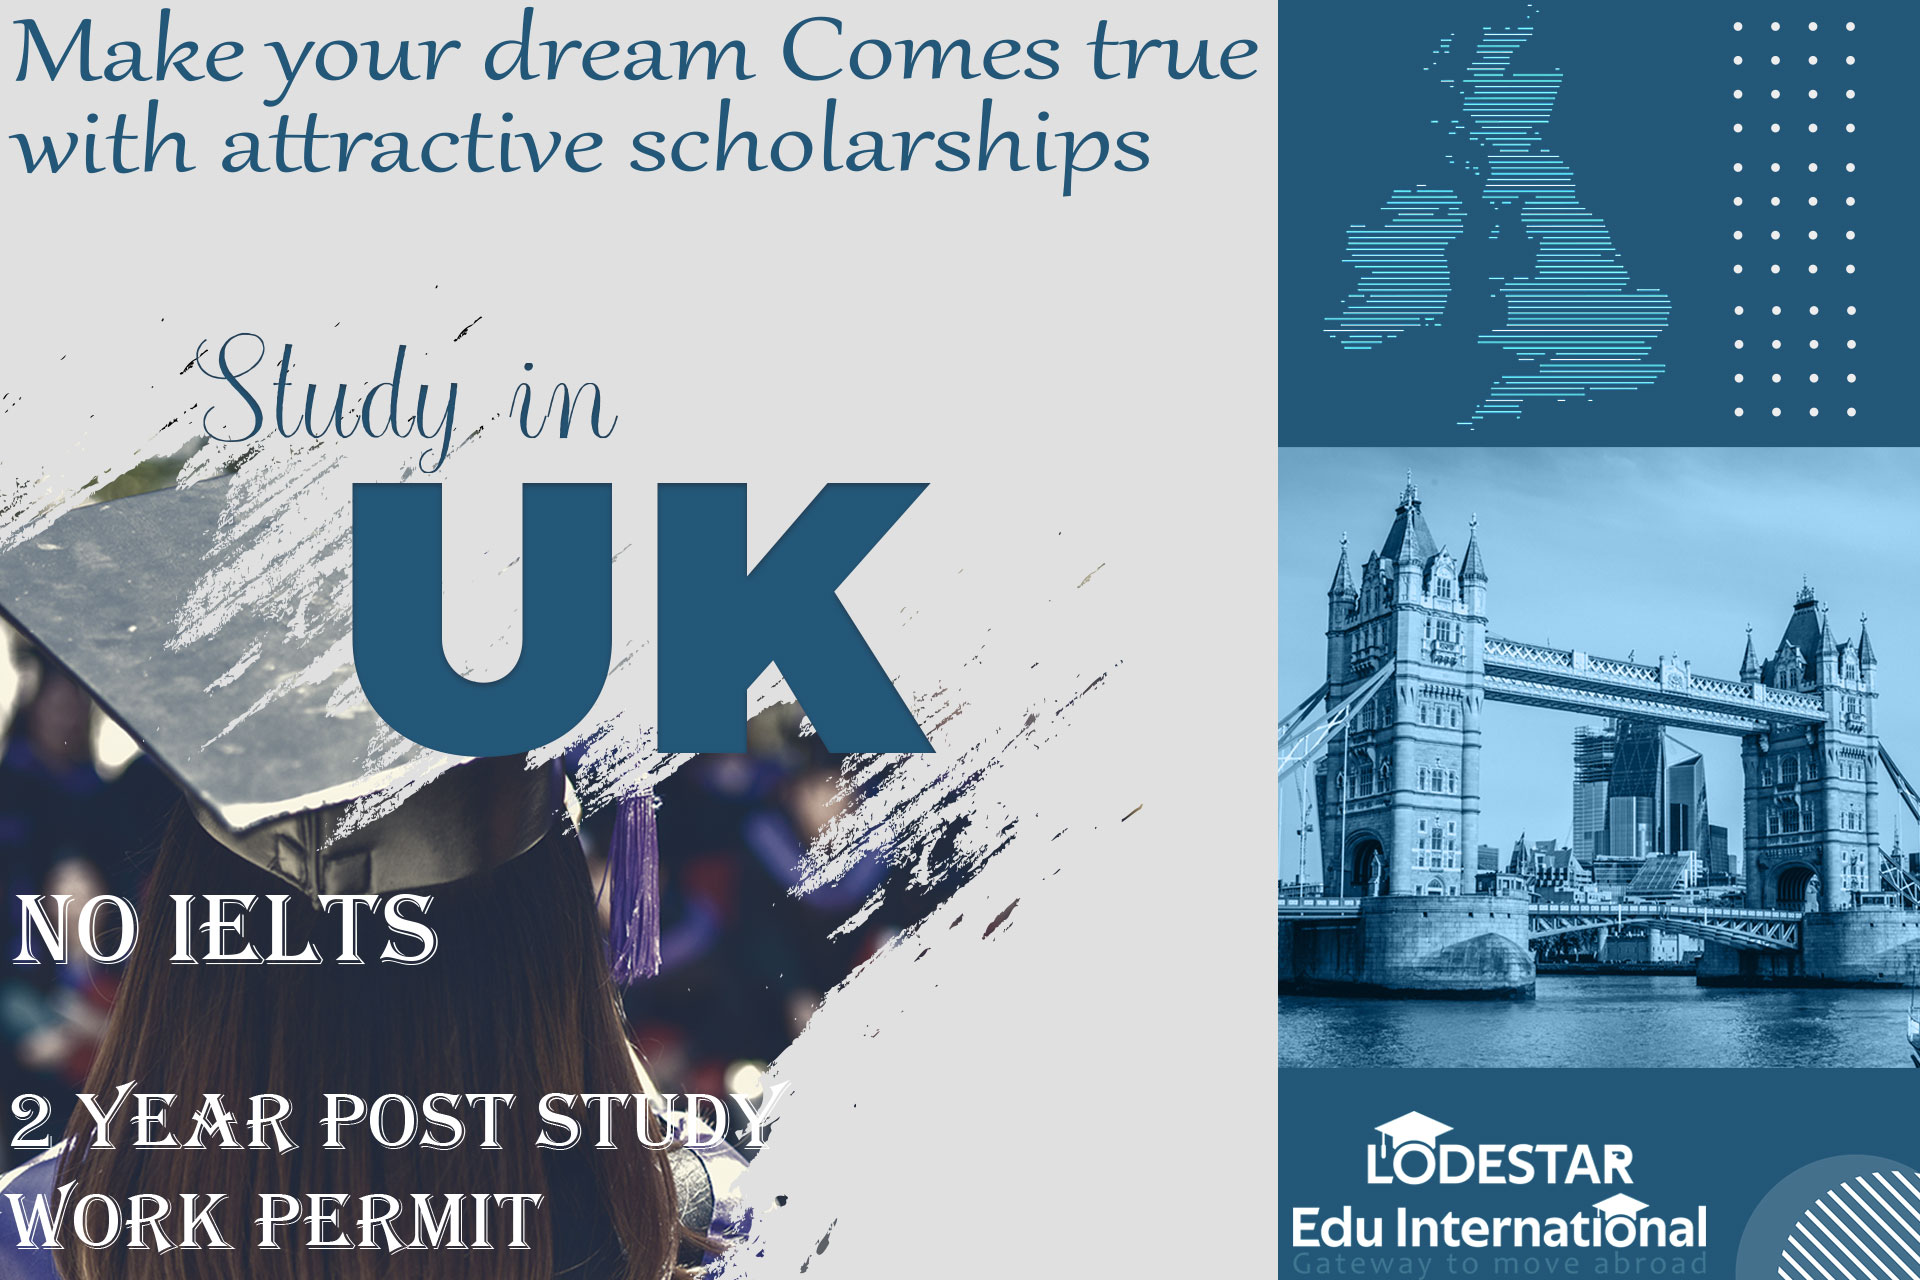 Make your dream Comes true
with attractive scholarships
Study in
UK
NO IELTS
2 YEAR POST STUDY
WORK PERMIT
LODESTAR
Edu International
Gateway to move abroad